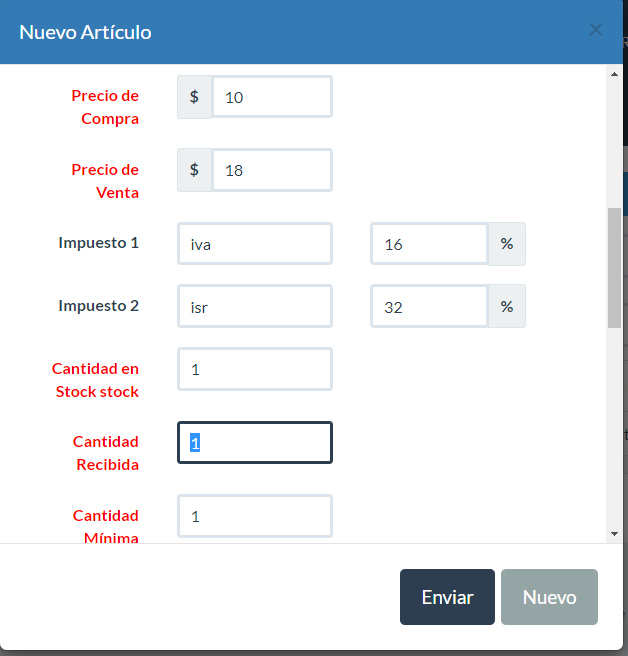 Nuevo Artículo ×
Precio de
Compra
$ 10
Precio de
Venta
$ 18
Impuesto 1 iva 16 %
Impuesto 2 isr 32 %
Cantidad en
Stock stock
1
Cantidad
Recibida
1
Cantidad
Mínima
1
Enviar Nuevo